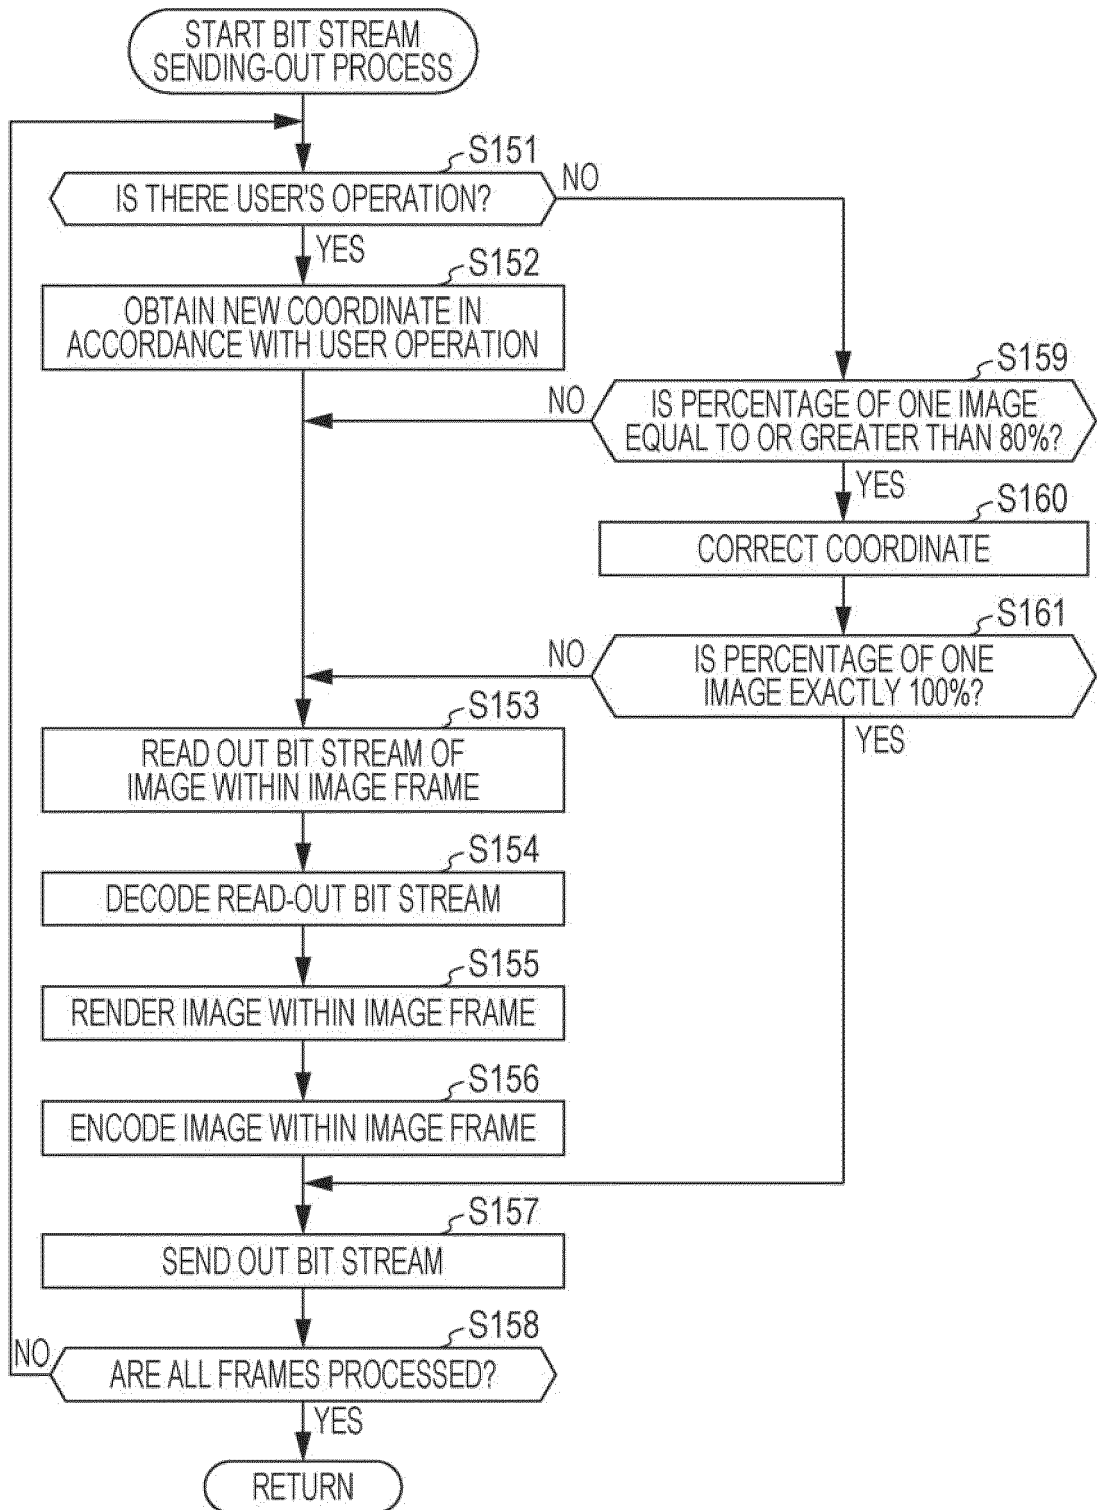 START BIT STREAM
SENDING-OUT PROCESS
S151
IS THERE USER'S OPERATION?
NO
YES
S152
OBTAIN NEW COORDINATE IN
ACCORDANCE WITH USER OPERATION
S159
IS PERCENTAGE OF ONE IMAGE
EQUAL TO OR GREATER THAN 80%?
NO
YES
S160
CORRECT COORDINATE
S161
IS PERCENTAGE OF ONE
IMAGE EXACTLY 100%?
NO
YES
S153
READ OUT BIT STREAM OF
IMAGE WITHIN IMAGE FRAME
S154
DECODE READ-OUT BIT STREAM
S155
RENDER IMAGE WITHIN IMAGE FRAME
S156
ENCODE IMAGE WITHIN IMAGE FRAME
S157
SEND OUT BIT STREAM
S158
NO
ARE ALL FRAMES PROCESSED?
YES
RETURN